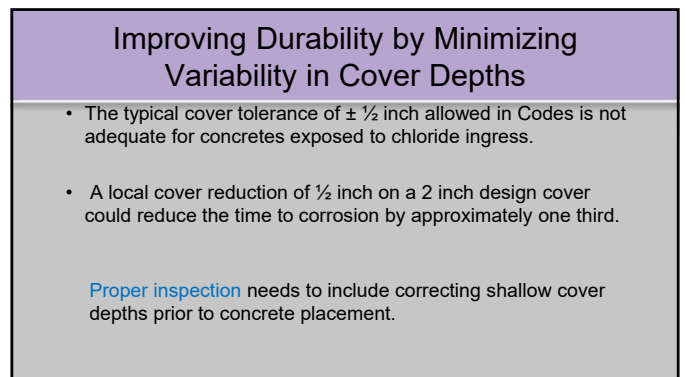 Improving Durability by Minimizing
Variability in Cover Depths
• The typical cover tolerance of ± ½ inch allowed in Codes is not
adequate for concretes exposed to chloride ingress.
• A local cover reduction of ½ inch on a 2 inch design cover
could reduce the time to corrosion by approximately one third.
Proper inspection needs to include correcting shallow cover
depths prior to concrete placement.